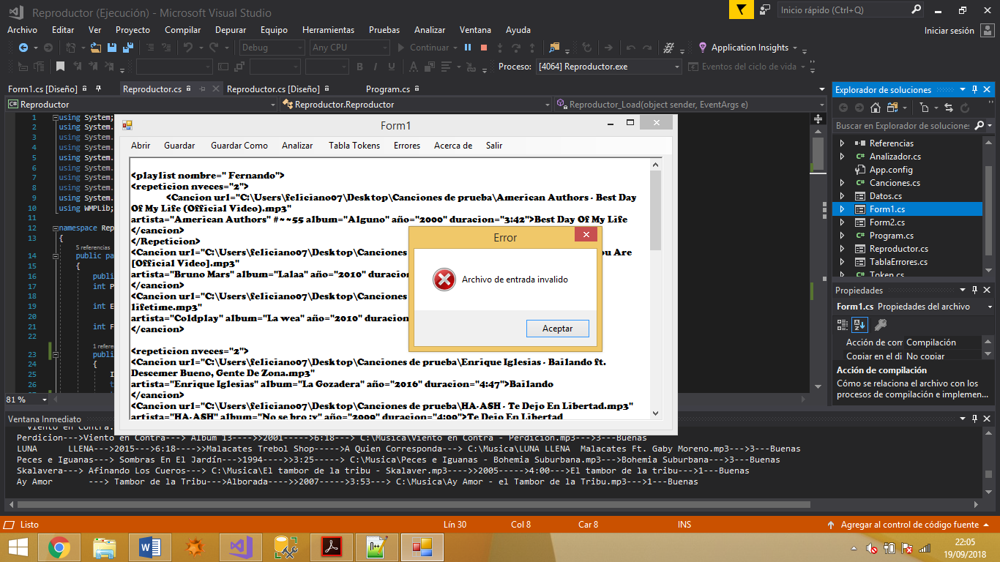 Reproductor (Ejecución) - Microsoft Visual Studio
Inicio rápido (Ctrl+Q)
Archivo Editar Ver Proyecto Compilar Depurar Equipo Herramientas Pruebas Analizar Ventana Ayuda
Iniciar sesión
Debug Any CPU Continuar Application Insights
Proceso: [4064] Reproductor.exe Eventos del ciclo de vida
Form1.cs [Diseño] Reproductor.cs Reproductor.cs [Diseño] Program.cs
Reproductor Reproductor.Reproductor Reproductor_Load(object sender, EventArgs e)
1 using System;
2 using System.
3 using System.
4 using System.
5 using System.
6 using System.
7 using System.
8 using System.
9 using System.
10 using WMPLib;
11
12 namespace Rep
13 {
5 referencias
14 public pa
15 {
16 publi
17 int P
18
19 int E
20
21 int F
22
1 refere
23 publi
24 {
25 I
26 t
27
81 %
Form1
Abrir Guardar Guardar Como Analizar Tabla Tokens Errores Acerca de Salir
<playlist nombre=" Fernando">
<repeticion nveces="2">
<Cancion url="C:\Users\feliciano07\Desktop\Canciones de prueba\American Authors - Best Day
Of My Life (Official Video).mp3"
artista="American Authors" #~~55 album="Alguno" año="2000" duracion="3:42">Best Day Of My Life
</cancion>
</Repeticion>
<Cancion url="C:\Users\feliciano07\Desktop\Canciones ou Are
[Official Video].mp3"
artista="Bruno Mars" album="Lalaa" año="2010" duracion
</cancion>
<Cancion url="C:\Users\feliciano07\Desktop\Canciones
lifetime.mp3"
artista="Coldplay" album="La wea" año="2010" duracion
</cancion>
<repeticion nveces="2">
<Cancion url="C:\Users\feliciano07\Desktop\Canciones de prueba\Enrique Iglesias - Bailando ft.
Descemer Bueno, Gente De Zona.mp3"
artista="Enrique Iglesias" album="La Gozadera" año="2016" duracion="4:47">Bailando
</cancion>
<Cancion url="C:\Users\feliciano07\Desktop\Canciones de prueba\HA-ASH - Te Dejo En Libertad.mp3"
artista="HA-ASH" album="No se bro :v" año="2009" duracion="4:00">Te Dejo En Libertad
Error
Archivo de entrada invalido
Aceptar
Explorador de soluciones
Buscar en Explorador de soluciones
Referencias
Analizador.cs
App.config
Canciones.cs
Datos.cs
Form1.cs
Form2.cs
Program.cs
Reproductor.cs
TablaErrores.cs
Token.cs
Propiedades
Form1.cs Propiedades del archivo
Acción de com Compilación
Copiar en el di No copiar
Acción de compilación
Cómo se relaciona el archivo con los
procesos de compilación e implemen...
Ventana Inmediato
Viento en Contra.
Perdicion--->Viento en Contra---> Album 13---->>2001----->6:18---> C:\Musica\Viento en Contra - Perdicion.mp3--->3---Buenas
LUNA LLENA--->2015--->6:18---->>Malacates Trebol Shop----->A Quien Corresponda---> C:\Musica\LUNA LLENA Malacates Ft. Gaby Moreno.mp3--->3---Buenas
Peces e Iguanas---> Sombras En El Jardín--->1994---->>3:25-----> C:\Musica\Peces e Iguanas - Bohemia Suburbana.mp3--->Bohemia Suburbana--->3---Buenas
Skalavera---> Afinando Los Cueros---> C:\Musica\El tambor de la tribu - Skalaver.mp3---->>2005----->4:00--->El tambor de la tribu--->1---Buenas
Ay Amor ---> Tambor de la Tribu--->Alborada---->>2007----->3:53---> C:\Musica\Ay Amor - el Tambor de la Tribu.mp3--->1---Buenas
Listo Lín 30 Col 8 Car 8 INS Agregar al control de código fuente
22:05
19/09/2018